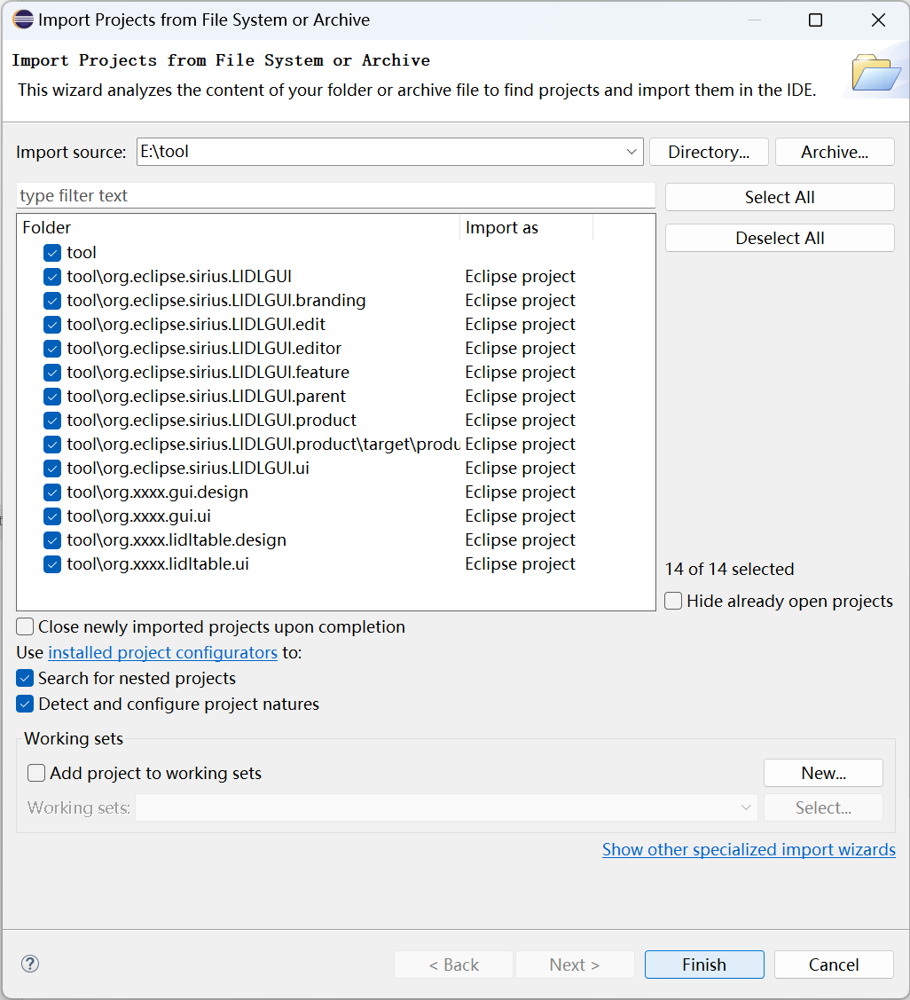 Import Projects from File System or Archive
Import Projects from File System or Archive
This wizard analyzes the content of your folder or archive file to find projects and import them in the IDE.
Import source: E:\tool Directory... Archive...
type filter text Select All
Deselect All
Folder Import as
tool
tool\org.eclipse.sirius.LIDLGUI Eclipse project
tool\org.eclipse.sirius.LIDLGUI.branding Eclipse project
tool\org.eclipse.sirius.LIDLGUI.edit Eclipse project
tool\org.eclipse.sirius.LIDLGUI.editor Eclipse project
tool\org.eclipse.sirius.LIDLGUI.feature Eclipse project
tool\org.eclipse.sirius.LIDLGUI.parent Eclipse project
tool\org.eclipse.sirius.LIDLGUI.product Eclipse project
tool\org.eclipse.sirius.LIDLGUI.product\target\produ Eclipse project
tool\org.eclipse.sirius.LIDLGUI.ui Eclipse project
tool\org.xxxx.gui.design Eclipse project
tool\org.xxxx.gui.ui Eclipse project
tool\org.xxxx.lidltable.design Eclipse project
tool\org.xxxx.lidltable.ui Eclipse project
14 of 14 selected
Hide already open projects
Close newly imported projects upon completion
Use installed project configurators to:
Search for nested projects
Detect and configure project natures
Working sets
Add project to working sets New...
Working sets: Select...
Show other specialized import wizards
? < Back Next > Finish Cancel